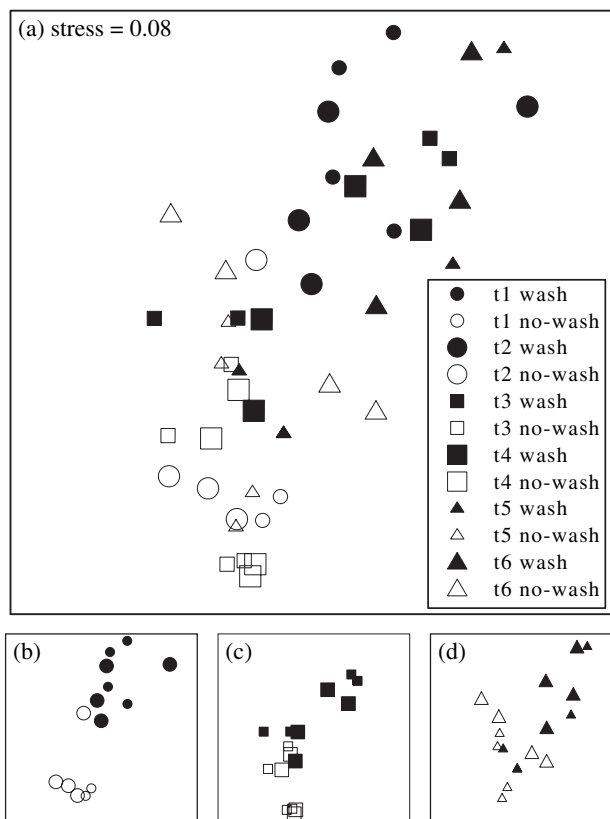 (a) stress = 0.08
t1 wash
t1 no-wash
t2 wash
t2 no-wash
t3 wash
t3 no-wash
t4 wash
t4 no-wash
t5 wash
t5 no-wash
t6 wash
t6 no-wash
(b)
(c)
(d)